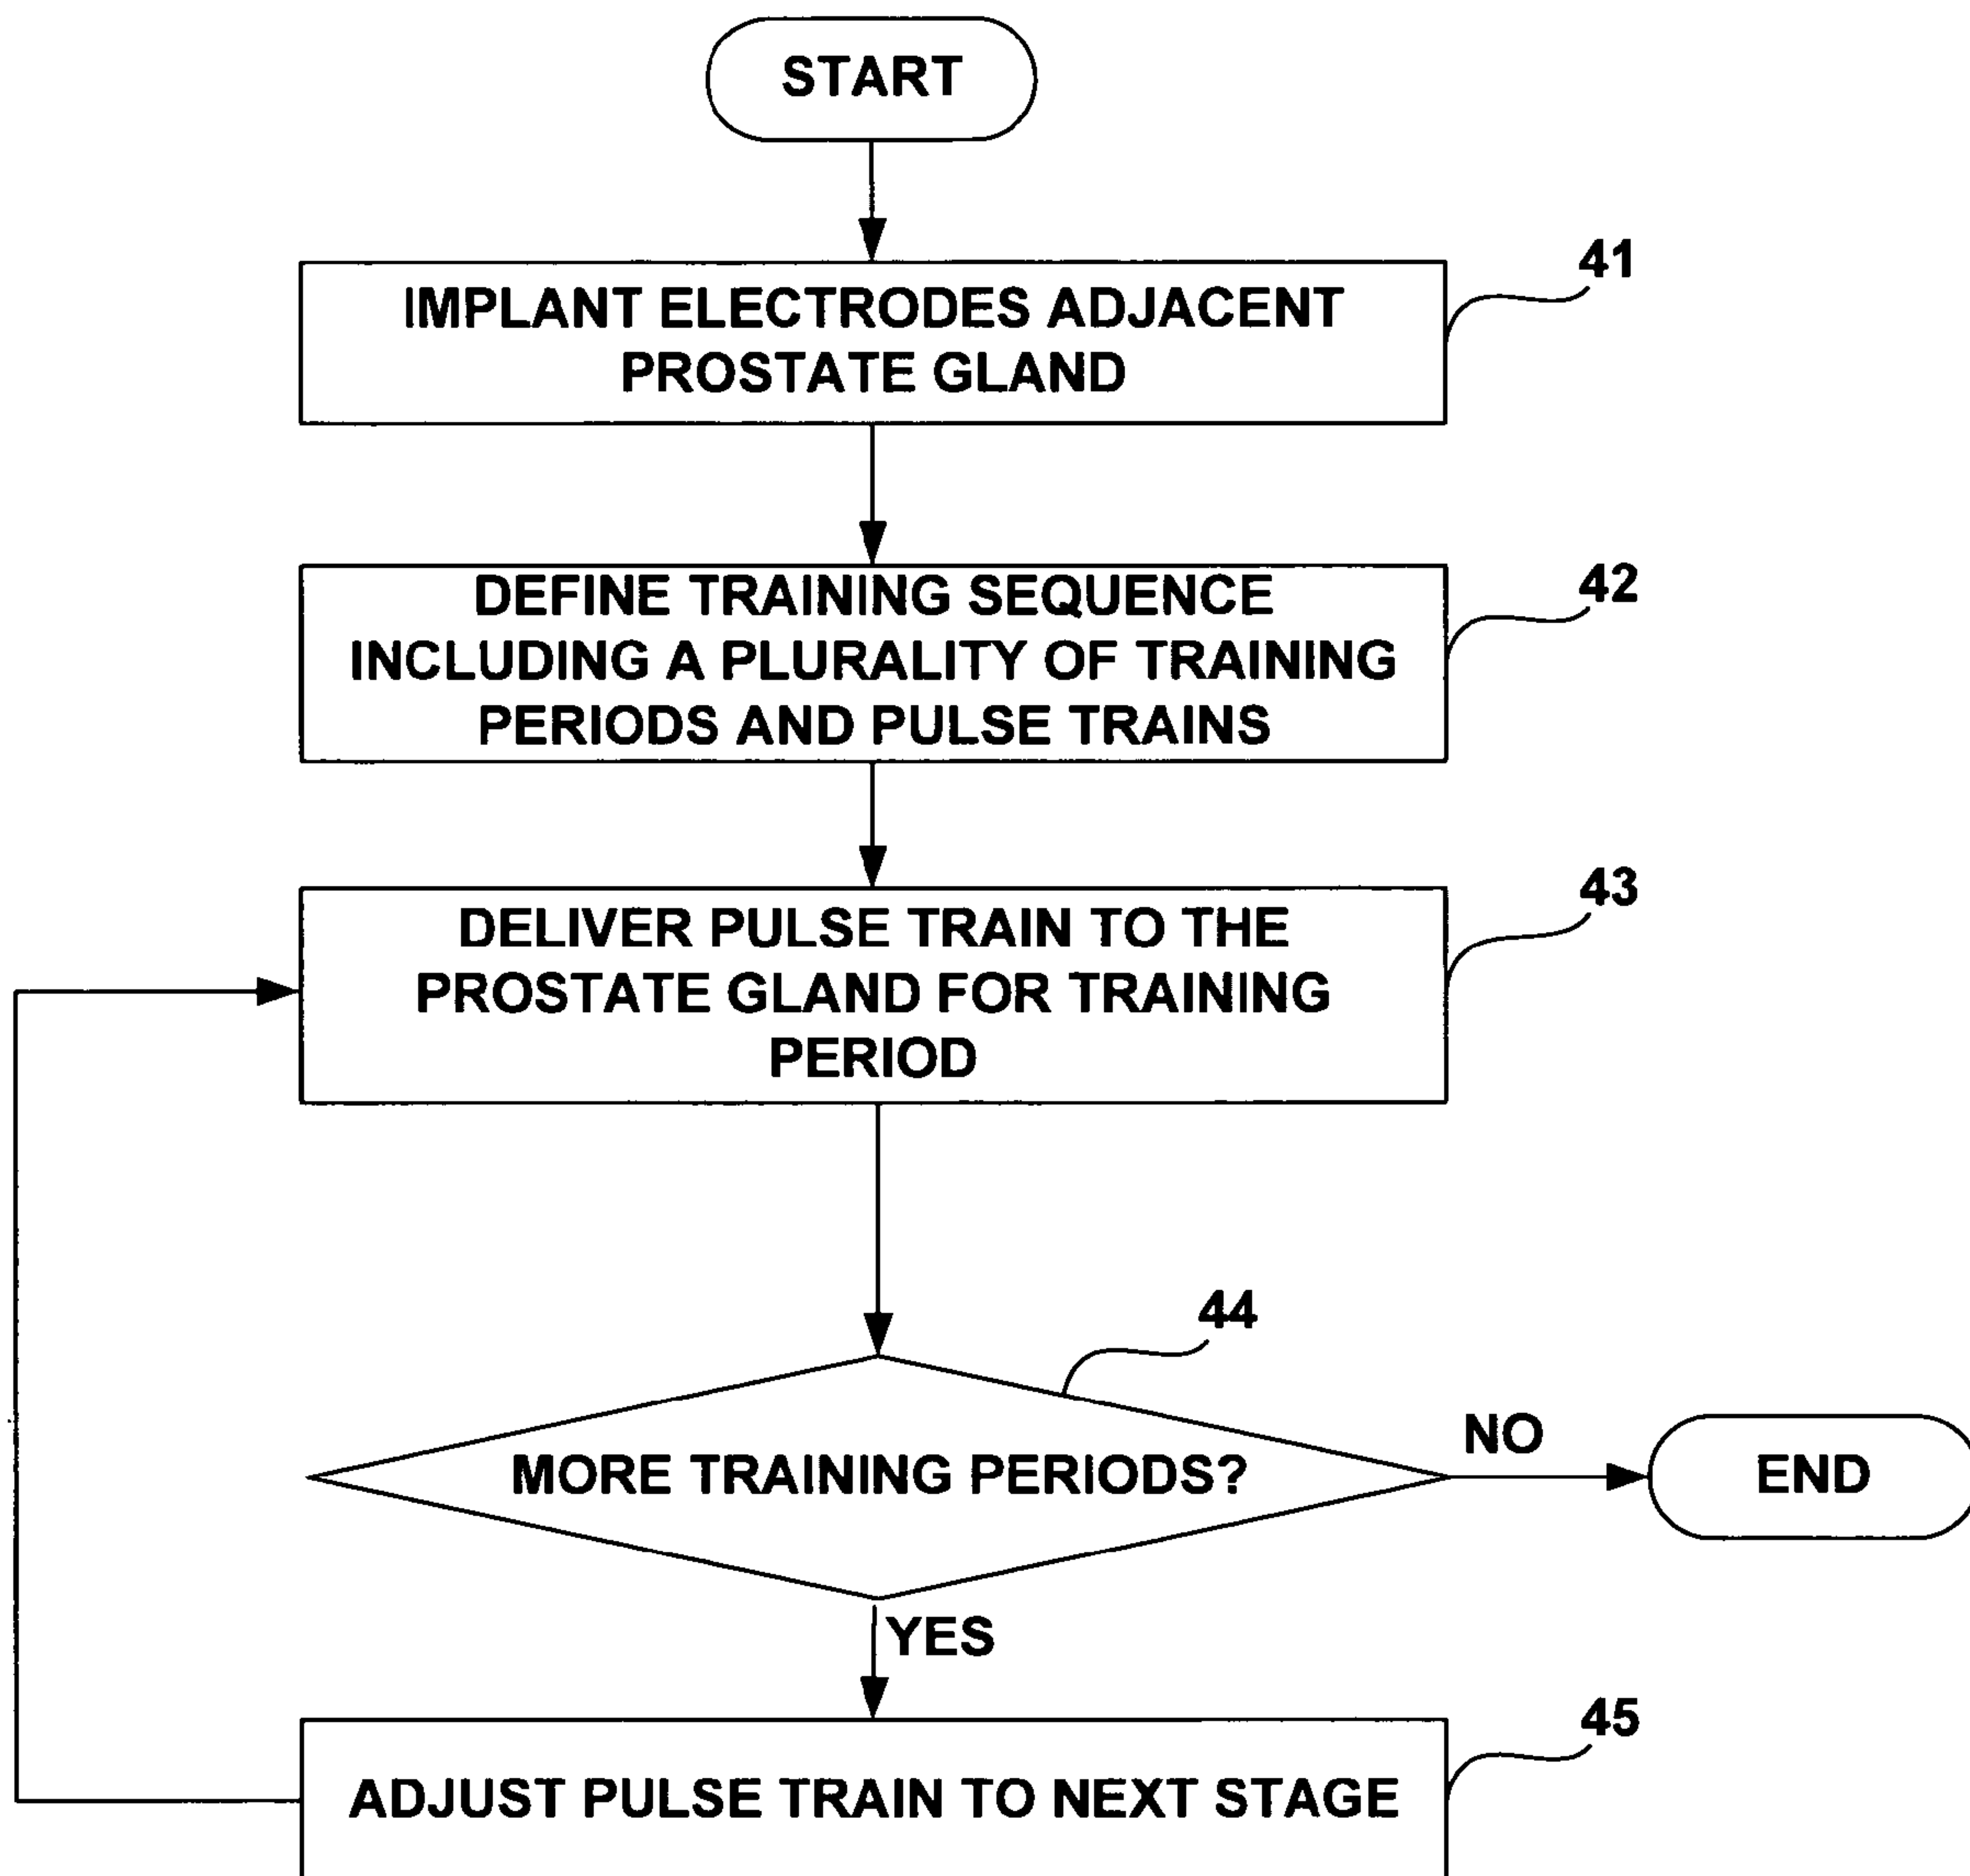 START
41
IMPLANT ELECTRODES ADJACENT
PROSTATE GLAND
42
DEFINE TRAINING SEQUENCE
INCLUDING A PLURALITY OF TRAINING
PERIODS AND PULSE TRAINS
43
DELIVER PULSE TRAIN TO THE
PROSTATE GLAND FOR TRAINING
PERIOD
44
MORE TRAINING PERIODS?
NO
END
YES
45
ADJUST PULSE TRAIN TO NEXT STAGE